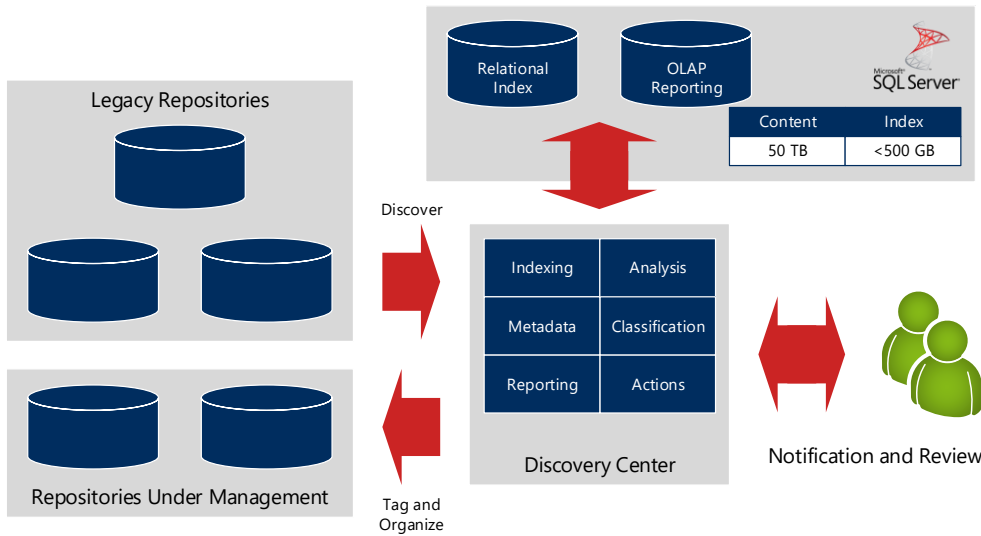 Relational
Index
OLAP
Reporting
Microsoft®
SQL Server®
Content Index
50 TB <500 GB
Legacy Repositories
Discover
Indexing Analysis
Metadata Classification
Reporting Actions
Discovery Center
Notification and Review
Repositories Under Management
Tag and
Organize